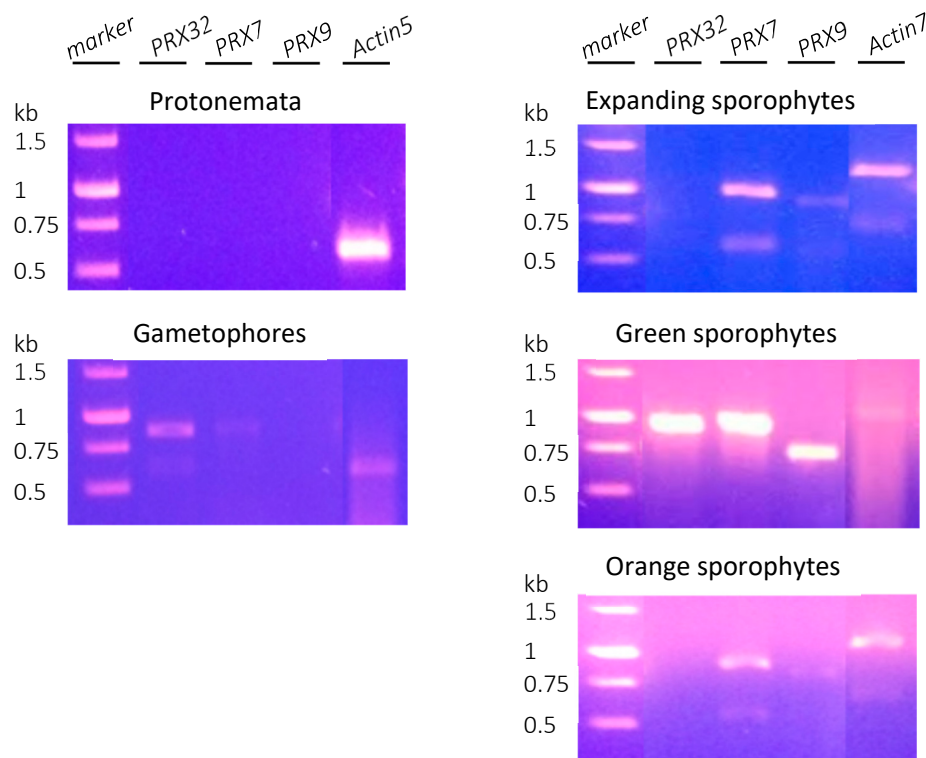 marker PRX32 PRX7 PRX9 Actin5
Protonemata
kb
1.5
1
0.75
0.5
Gametophores
kb
1.5
1
0.75
0.5
marker PRX32 PRX7 PRX9 Actin7
Expanding sporophytes
kb
1.5
1
0.75
0.5
Green sporophytes
kb
1.5
1
0.75
0.5
Orange sporophytes
kb
1.5
1
0.75
0.5